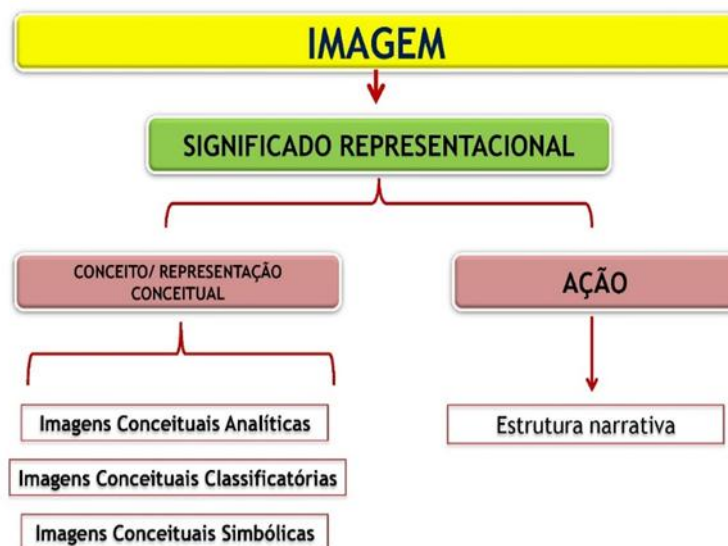 IMAGEM
SIGNIFICADO REPRESENTACIONAL
CONCEITO/ REPRESENTAÇÃO
CONCEITUAL
AÇÃO
Imagens Conceituais Analíticas
Estrutura narrativa
Imagens Conceituais Classificatórias
Imagens Conceituais Simbólicas